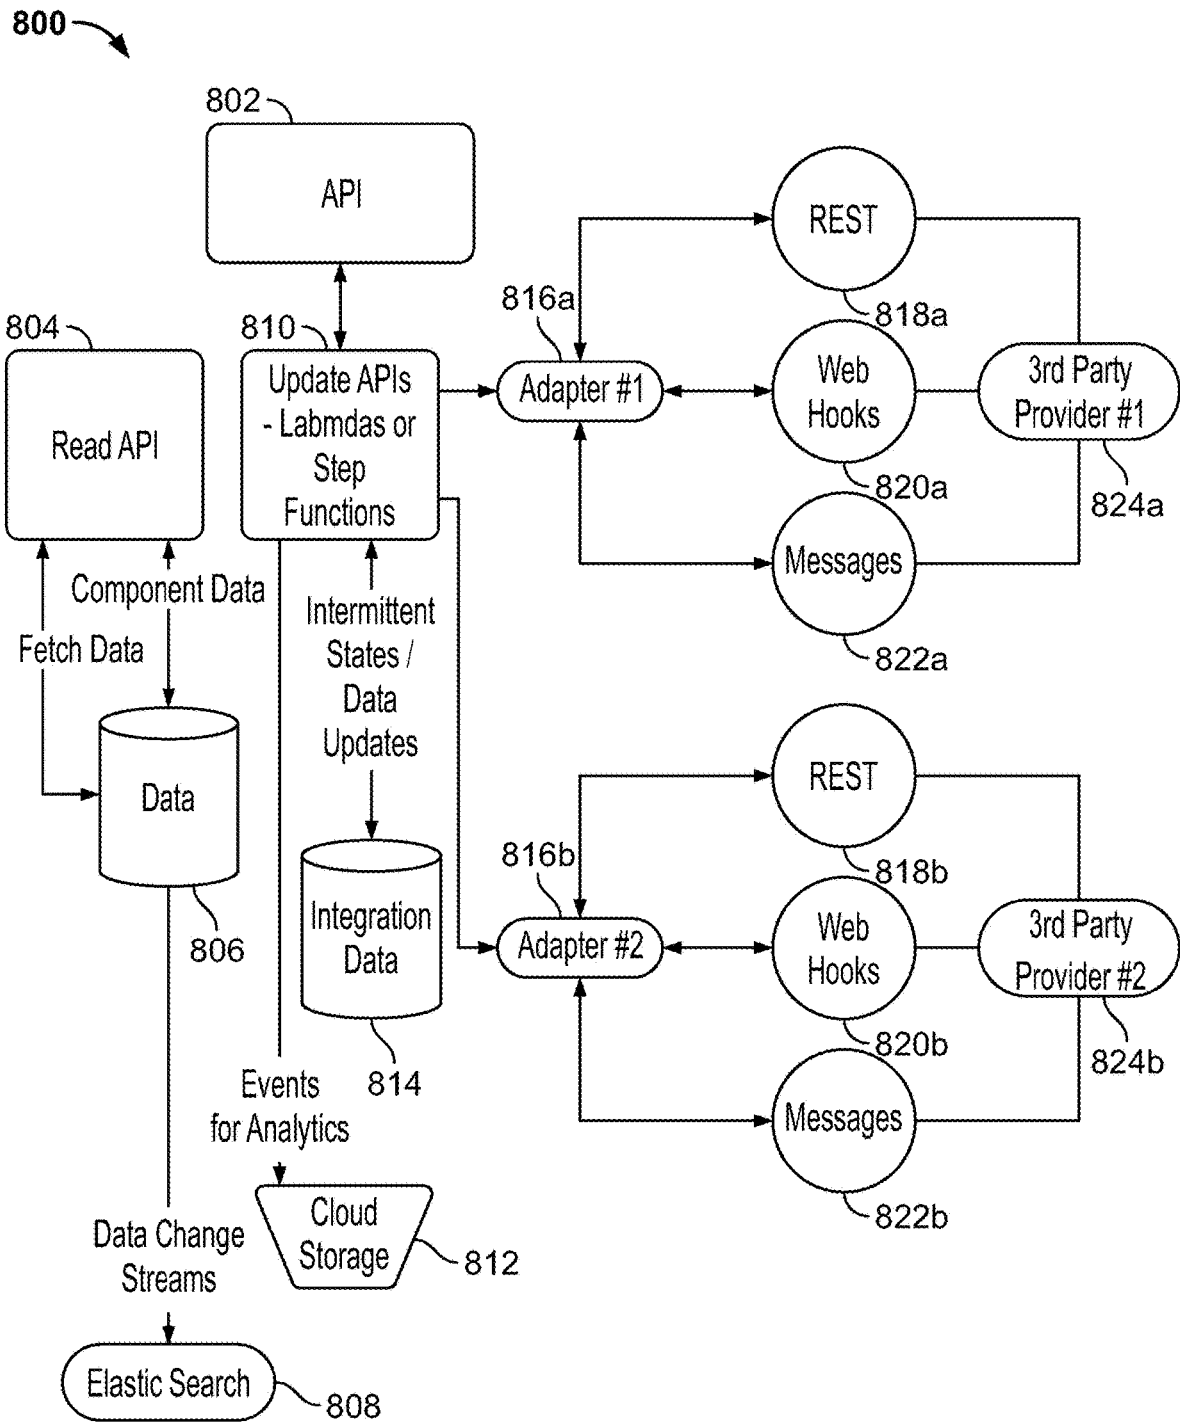 800
802
API
804
Read API
810
Update APIs
- Labmdas or
Step
Functions
816a
Adapter #1
REST
818a
Web
Hooks
820a
Messages
822a
3rd Party
Provider #1
824a
Component Data
Fetch Data
Intermittent
States /
Data
Updates
Data
806
Integration
Data
814
816b
Adapter #2
REST
818b
Web
Hooks
820b
Messages
822b
3rd Party
Provider #2
824b
Events
for Analytics
Cloud
Storage
812
Data Change
Streams
Elastic Search
808